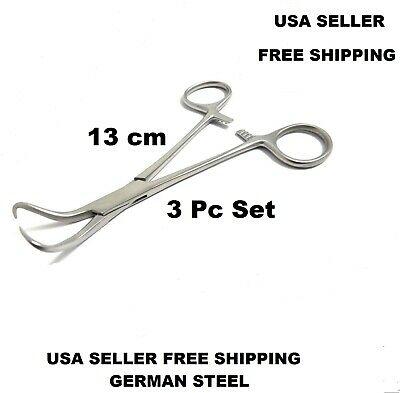 USA SELLER
FREE SHIPPING
13 cm
3 Pc Set
USA SELLER FREE SHIPPING
GERMAN STEEL